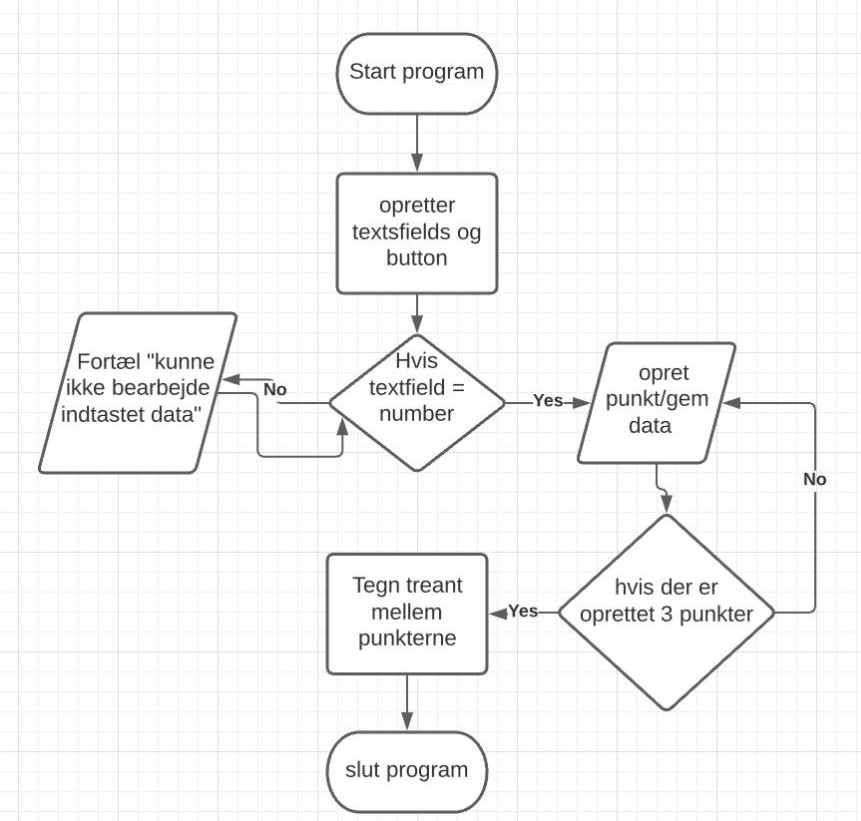 Start program
opretter
textsfields og
button
Hvis
textfield =
number
No
Fortæl "kunne
ikke bearbejde
indtastet data"
Yes
opret
punkt/gem
data
No
hvis der er
oprettet 3 punkter
Yes
Tegn treant
mellem
punkterne
slut program